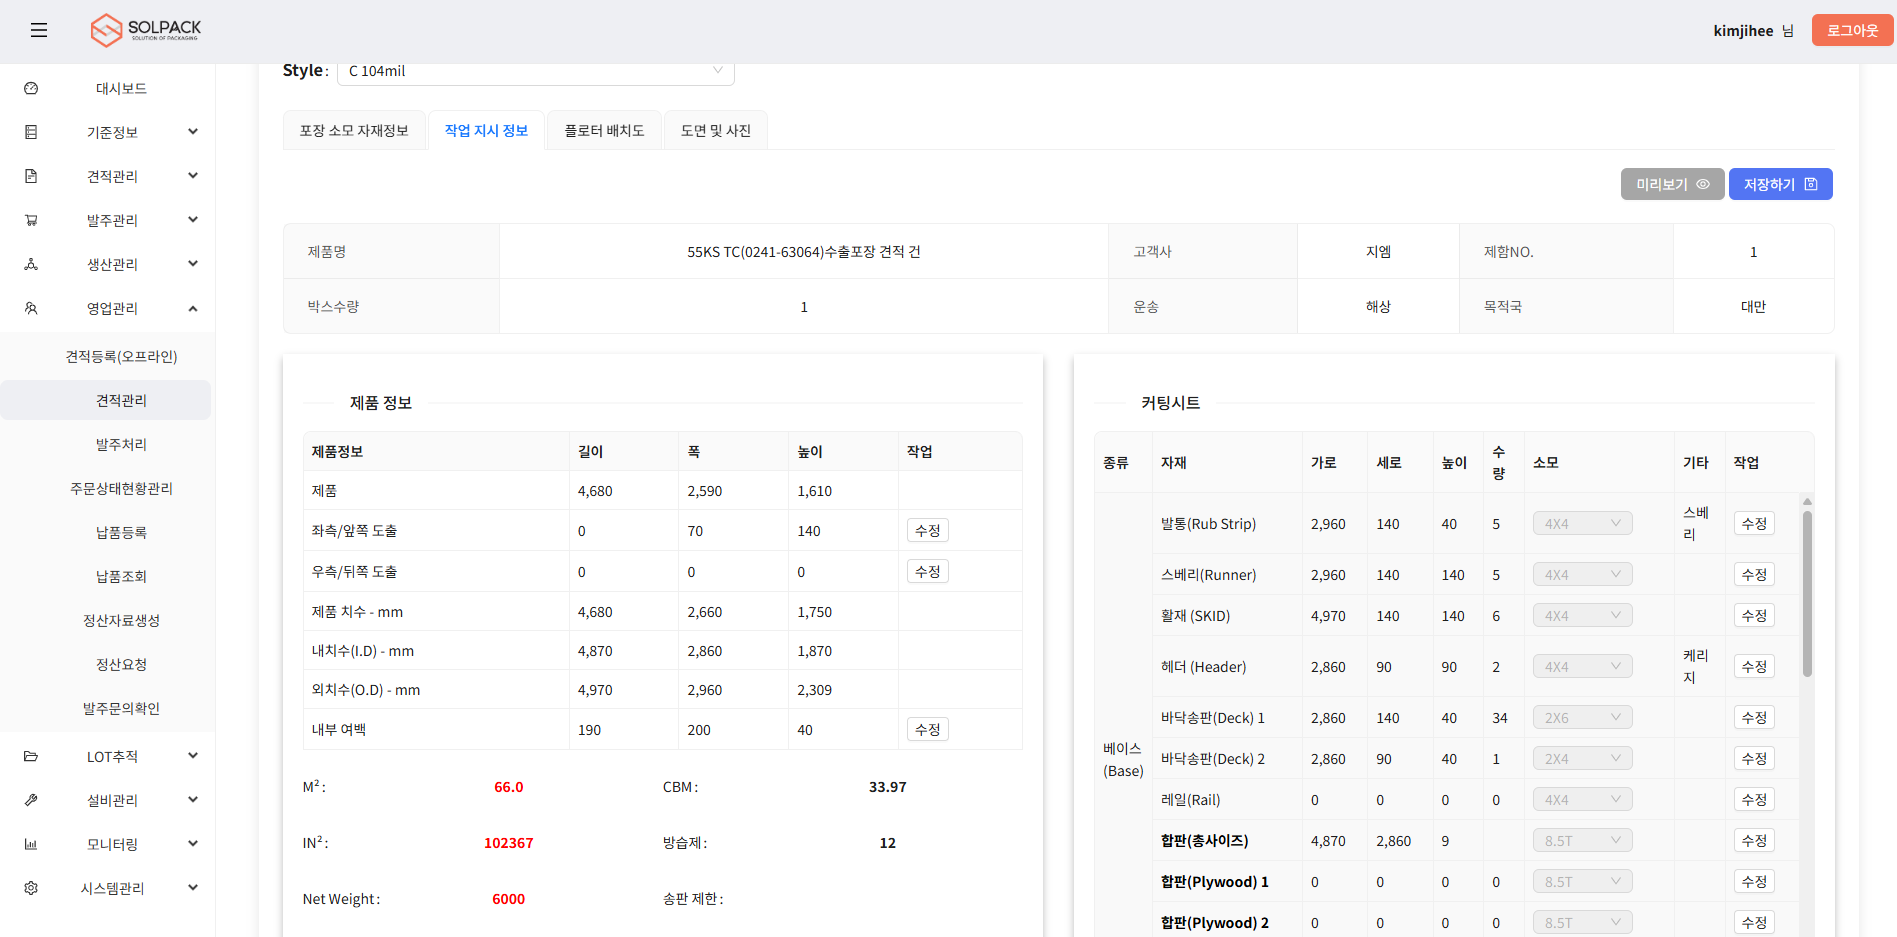 SOLPACK
SOLUTION OF PACKAGING
kimjihee 님
로그아웃
대시보드
기준정보
견적관리
발주관리
생산관리
영업관리
견적등록(오프라인)
견적관리
발주처리
주문상태현황관리
납품등록
납품조회
정산자료생성
정산요청
발주문의확인
LOT추적
설비관리
모니터링
시스템관리
Style : C 104mil
포장 소모 자재정보 작업 지시 정보 플로터 배치도 도면 및 사진
미리보기 저장하기
제품명 55KS TC(0241-63064)수출포장 견적 건 고객사 지엠 제함NO. 1
박스수량 1 운송 해상 목적국 대만
제품 정보
제품정보 길이 폭 높이 작업
제품 4,680 2,590 1,610
좌측/앞쪽 도출 0 70 140 수정
우측/뒤쪽 도출 0 0 0 수정
제품 치수 - mm 4,680 2,660 1,750
내치수(I.D) - mm 4,870 2,860 1,870
외치수(O.D) - mm 4,970 2,960 2,309
내부 여백 190 200 40 수정
M² : 66.0 CBM : 33.97
IN² : 102367 방습제 : 12
Net Weight : 6000 송판 제한 :
커팅시트
종류 자재 가로 세로 높이 수량 소모 기타 작업
베이스
(Base)
발통(Rub Strip) 2,960 140 40 5 4X4 스베리 수정
스베리(Runner) 2,960 140 140 5 4X4 수정
활재 (SKID) 4,970 140 140 6 4X4 수정
헤더 (Header) 2,860 90 90 2 4X4 케리지 수정
바닥송판(Deck) 1 2,860 140 40 34 2X6 수정
바닥송판(Deck) 2 2,860 90 40 1 2X4 수정
레일(Rail) 0 0 0 0 4X4 수정
합판(총사이즈) 4,870 2,860 9 8.5T 수정
합판(Plywood) 1 0 0 0 0 8.5T 수정
합판(Plywood) 2 0 0 0 0 8.5T 수정